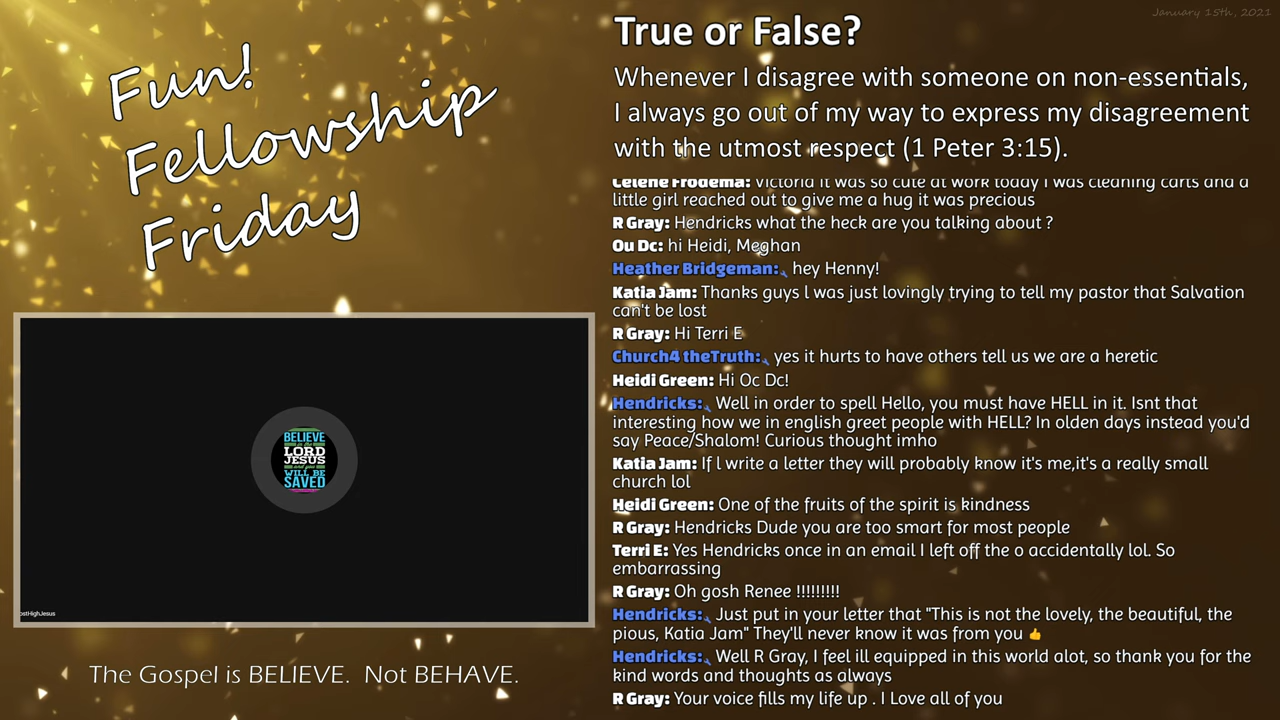 January 15th, 2021
Fun!
Fellowship
Friday
True or False?
Whenever I disagree with someone on non-essentials,
I always go out of my way to express my disagreement
with the utmost respect (1 Peter 3:15).
Celene Frodema: Victoria it was so cute at work today I was cleaning carts and a
little girl reached out to give me a hug it was precious
R Gray: Hendricks what the heck are you talking about ?
Ou Dc: hi Heidi, Meghan
Heather Bridgeman: hey Henny!
Katia Jam: Thanks guys l was just lovingly trying to tell my pastor that Salvation
can't be lost
R Gray: Hi Terri E
Church4 theTruth: yes it hurts to have others tell us we are a heretic
Heidi Green: Hi Oc Dc!
Hendricks: Well in order to spell Hello, you must have HELL in it. Isnt that
interesting how we in english greet people with HELL? In olden days instead you'd
say Peace/Shalom! Curious thought imho
Katia Jam: If l write a letter they will probably know it's me,it's a really small
church lol
Heidi Green: One of the fruits of the spirit is kindness
R Gray: Hendricks Dude you are too smart for most people
Terri E: Yes Hendricks once in an email I left off the o accidentally lol. So
embarrassing
R Gray: Oh gosh Renee !!!!!!!!!
Hendricks: Just put in your letter that "This is not the lovely, the beautiful, the
pious, Katia Jam" They'll never know it was from you 👍
Hendricks: Well R Gray, I feel ill equipped in this world alot, so thank you for the
kind words and thoughts as always
R Gray: Your voice fills my life up . I Love all of you
BELIEVE
LORD
JESUS
WILL BE
SAVED
ostHighJesus
The Gospel is BELIEVE. Not BEHAVE.